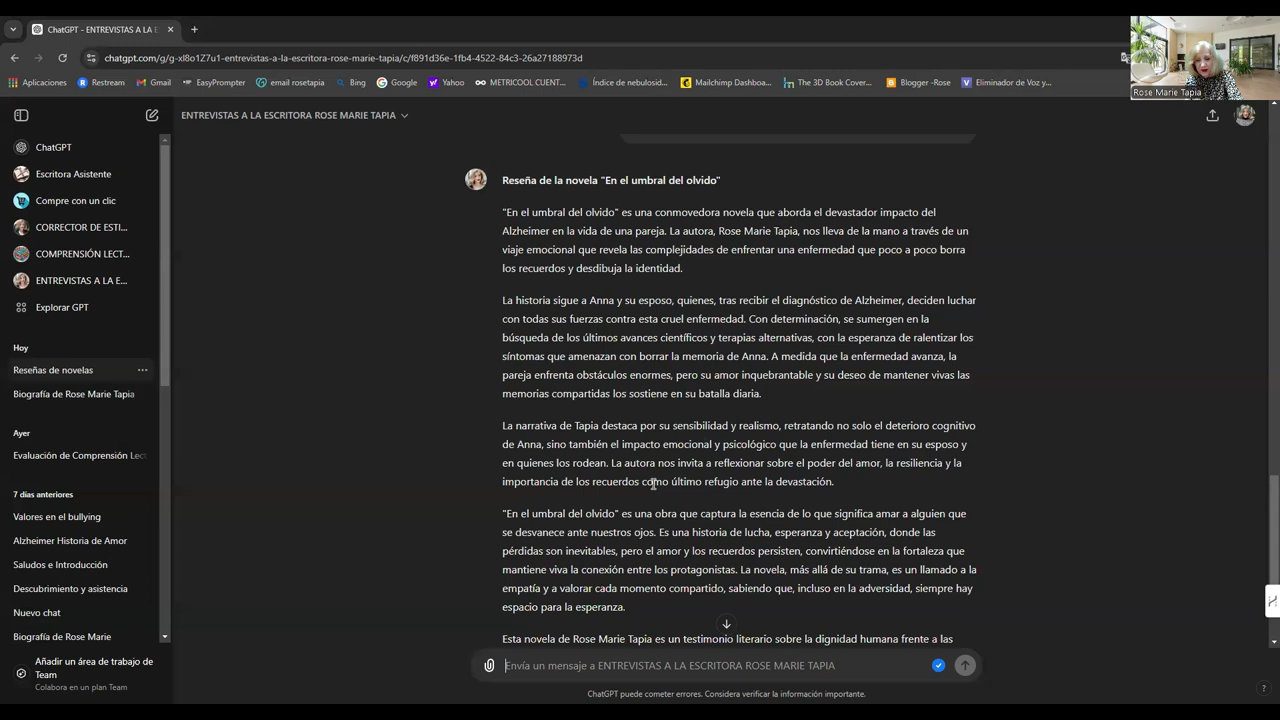 ChatGPT - ENTREVISTAS A LA E
chatgpt.com/g/g-xl8o1Z7u1-entrevistas-a-la-escritora-rose-marie-tapia/c/f891d36e-1fb4-4522-84c3-26a27188973d
Aplicaciones Restream Gmail EasyPrompter email rosetapia Bing Google Yahoo METRICOOL CUENT... Índice de nebulosid... Mailchimp Dashboa... The 3D Book Cover... Blogger -Rose Eliminador de Voz y...
Rose Marie Tapia
ENTREVISTAS A LA ESCRITORA ROSE MARIE TAPIA
ChatGPT
Escritora Asistente
Compre con un clic
CORRECTOR DE ESTI...
COMPRENSIÓN LECT...
ENTREVISTAS A LA E...
Explorar GPT
Hoy
Reseñas de novelas
Biografía de Rose Marie Tapia
Ayer
Evaluación de Comprensión Lect
7 días anteriores
Valores en el bullying
Alzheimer Historia de Amor
Saludos e Introducción
Descubrimiento y asistencia
Nuevo chat
Biografía de Rose Marie
Añadir un área de trabajo de
Team
Colabora en un plan Team
Reseña de la novela "En el umbral del olvido"
"En el umbral del olvido" es una conmovedora novela que aborda el devastador impacto del
Alzheimer en la vida de una pareja. La autora, Rose Marie Tapia, nos lleva de la mano a través de un
viaje emocional que revela las complejidades de enfrentar una enfermedad que poco a poco borra
los recuerdos y desdibuja la identidad.
La historia sigue a Anna y su esposo, quienes, tras recibir el diagnóstico de Alzheimer, deciden luchar
con todas sus fuerzas contra esta cruel enfermedad. Con determinación, se sumergen en la
búsqueda de los últimos avances científicos y terapias alternativas, con la esperanza de ralentizar los
síntomas que amenazan con borrar la memoria de Anna. A medida que la enfermedad avanza, la
pareja enfrenta obstáculos enormes, pero su amor inquebrantable y su deseo de mantener vivas las
memorias compartidas los sostiene en su batalla diaria.
La narrativa de Tapia destaca por su sensibilidad y realismo, retratando no solo el deterioro cognitivo
de Anna, sino también el impacto emocional y psicológico que la enfermedad tiene en su esposo y
en quienes los rodean. La autora nos invita a reflexionar sobre el poder del amor, la resiliencia y la
importancia de los recuerdos como último refugio ante la devastación.
"En el umbral del olvido" es una obra que captura la esencia de lo que significa amar a alguien que
se desvanece ante nuestros ojos. Es una historia de lucha, esperanza y aceptación, donde las
pérdidas son inevitables, pero el amor y los recuerdos persisten, convirtiéndose en la fortaleza que
mantiene viva la conexión entre los protagonistas. La novela, más allá de su trama, es un llamado a la
empatía y a valorar cada momento compartido, sabiendo que, incluso en la adversidad, siempre hay
espacio para la esperanza.
Esta novela de Rose Marie Tapia es un testimonio literario sobre la dignidad humana frente a las
Envía un mensaje a ENTREVISTAS A LA ESCRITORA ROSE MARIE TAPIA
ChatGPT puede cometer errores. Considera verificar la información importante.
?